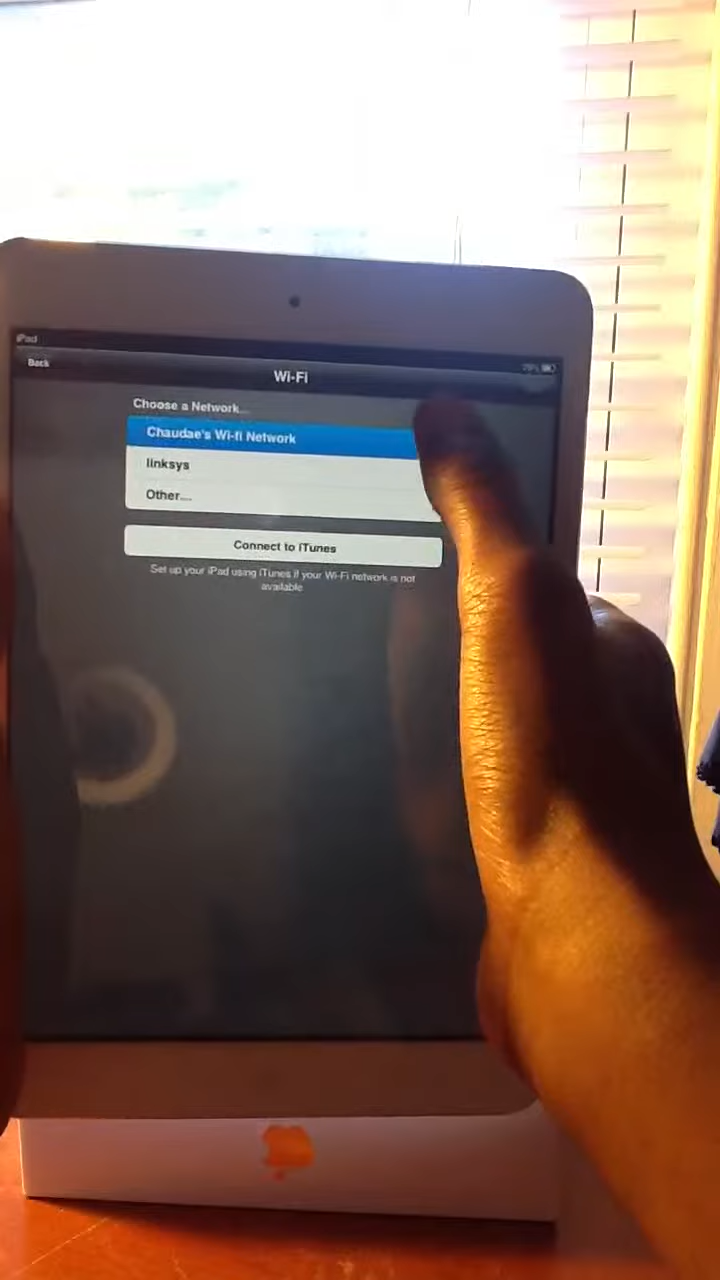 iPad
Back
Wi-Fi
Choose a Network...
Chaudae's Wi-fi Network
linksys
Other...
Connect to iTunes
Set up your iPad using iTunes if your Wi-Fi network is not
available